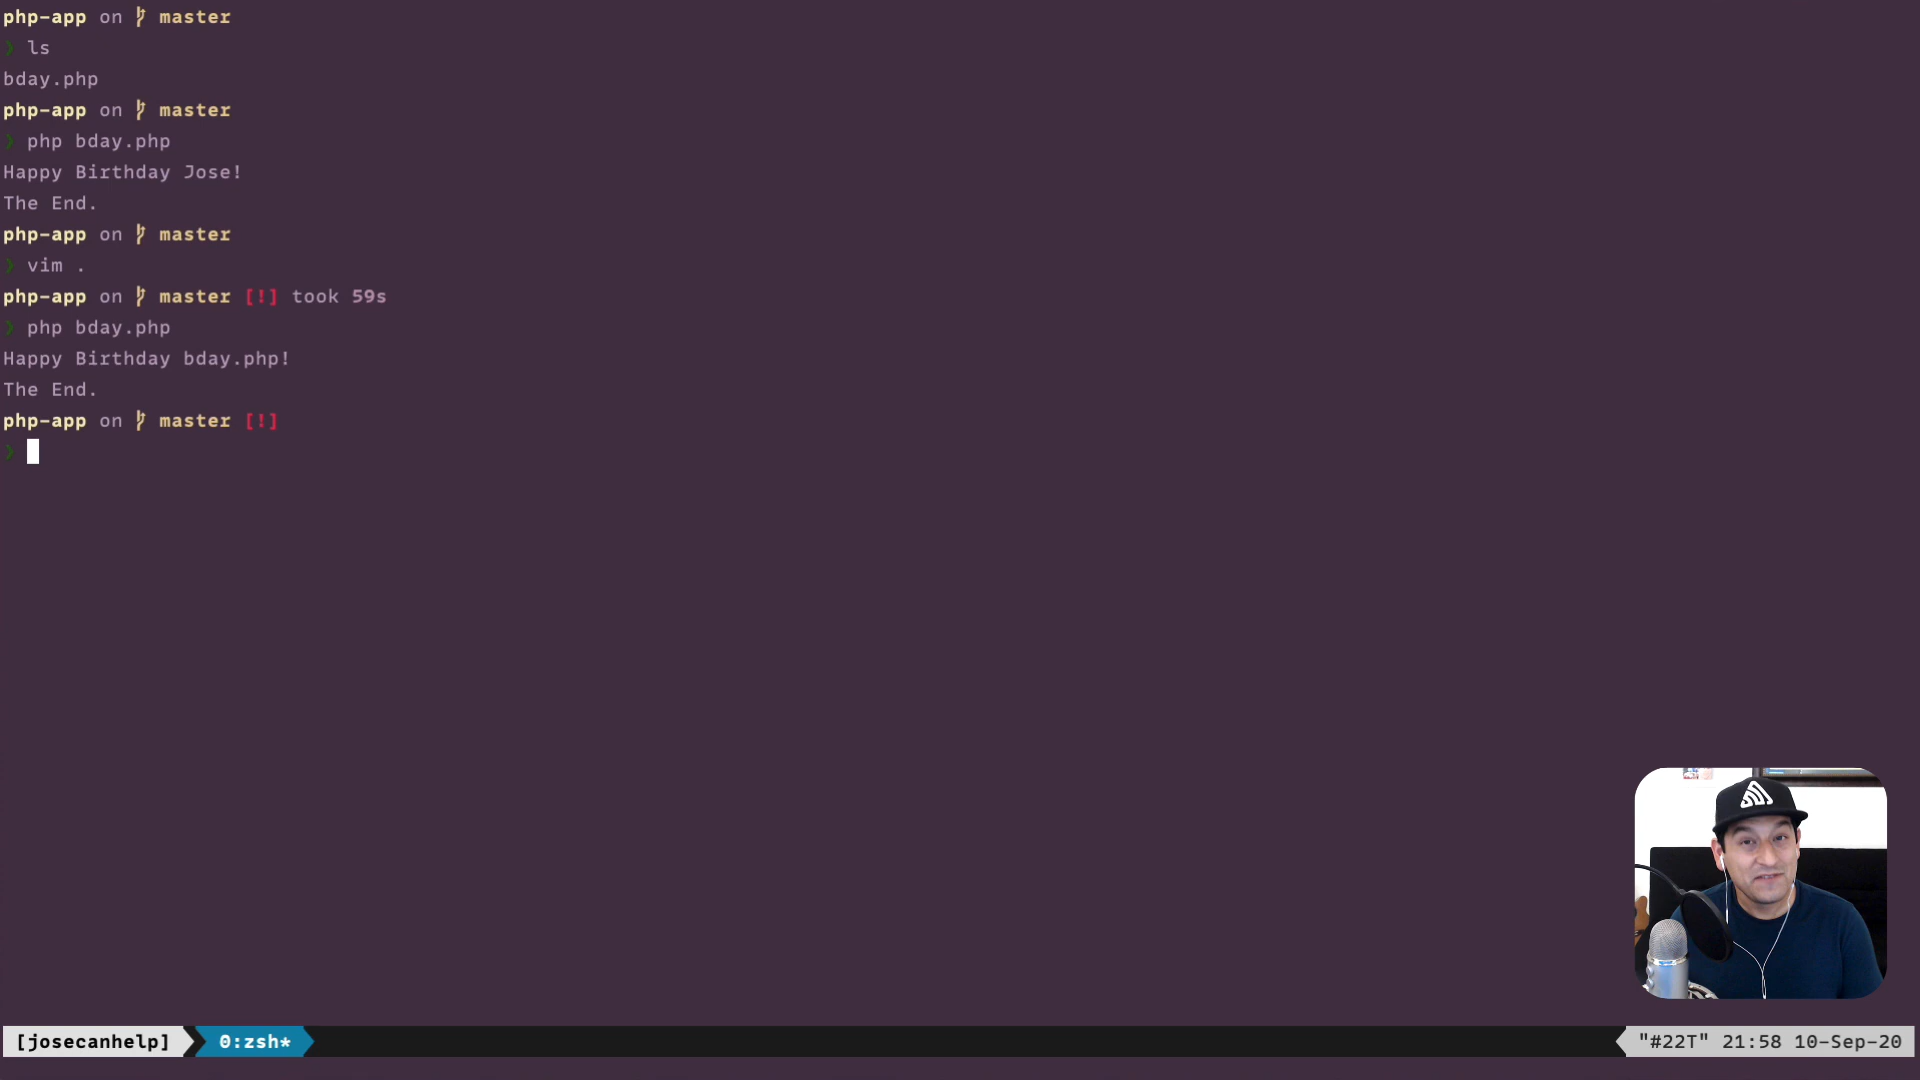 php-app on master
❯ ls
bday.php
php-app on master
❯ php bday.php
Happy Birthday Jose!
The End.
php-app on master
❯ vim .
php-app on master [!] took 59s
❯ php bday.php
Happy Birthday bday.php!
The End.
php-app on master [!]
❯
[josecanhelp] 0:zsh* "#22T" 21:58 10-Sep-20